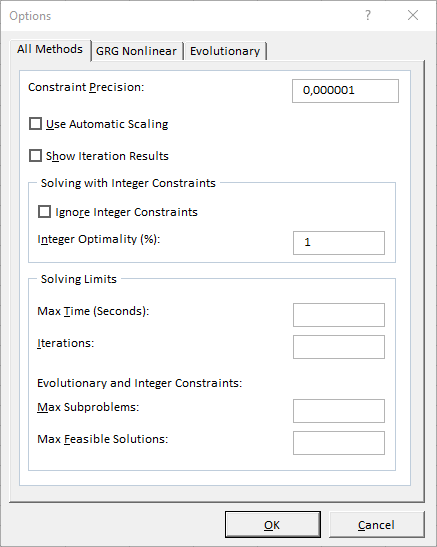 Options
?
All Methods
GRG Nonlinear
Evolutionary
Constraint Precision:
0,000001
Use Automatic Scaling
Show Iteration Results
Solving with Integer Constraints
Ignore Integer Constraints
Integer Optimality (%):
1
Solving Limits
Max Time (Seconds):
Iterations:
Evolutionary and Integer Constraints:
Max Subproblems:
Max Feasible Solutions:
OK
Cancel